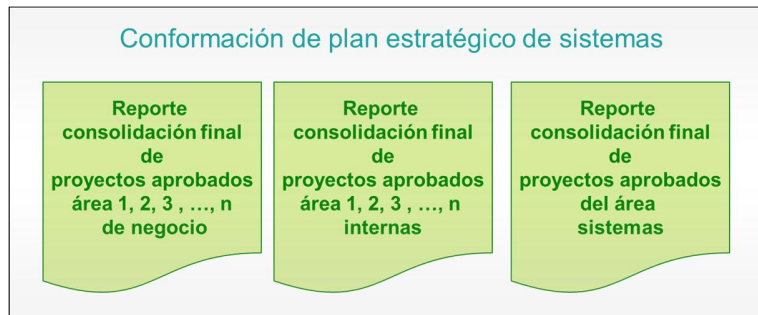 Conformación de plan estratégico de sistemas
Reporte
consolidación final
de
proyectos aprobados
área 1, 2, 3 , ..., n
de negocio
Reporte
consolidación final
de
proyectos aprobados
área 1, 2, 3 , ..., n
internas
Reporte
consolidación final
de
proyectos aprobados
del área
sistemas